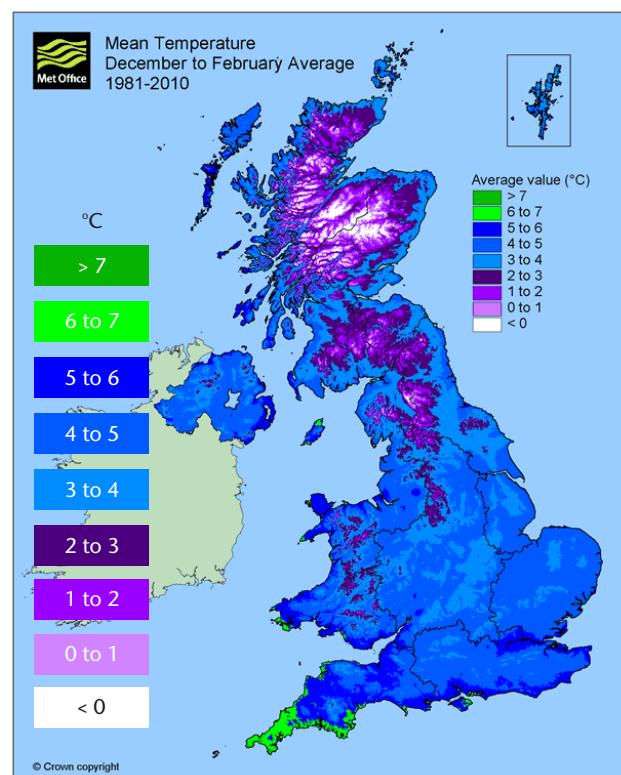 Met Office
Mean Temperature
December to February Average
1981-2010
Average value (°C)
> 7
6 to 7
5 to 6
4 to 5
3 to 4
2 to 3
1 to 2
0 to 1
< 0
°C
> 7
6 to 7
5 to 6
4 to 5
3 to 4
2 to 3
1 to 2
0 to 1
< 0
© Crown copyright